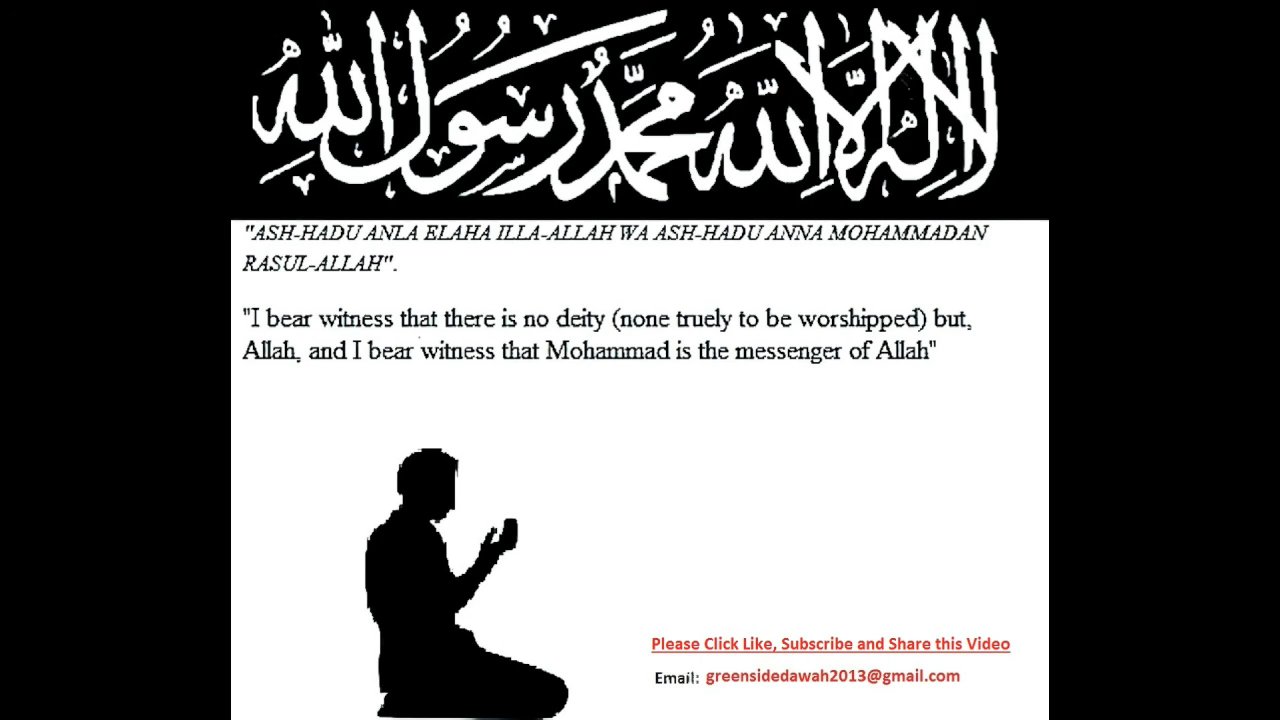 لا إله إلا الله محمد رسول الله
"ASH-HADU ANLA ELAHA ILLA-ALLAH WA ASH-HADU ANNA MOHAMMADAN
RASUL-ALLAH".
"I bear witness that there is no deity (none truely to be worshipped) but,
Allah, and I bear witness that Mohammad is the messenger of Allah"
Please Click Like, Subscribe and Share this Video
Email: greensidedawah2013@gmail.com